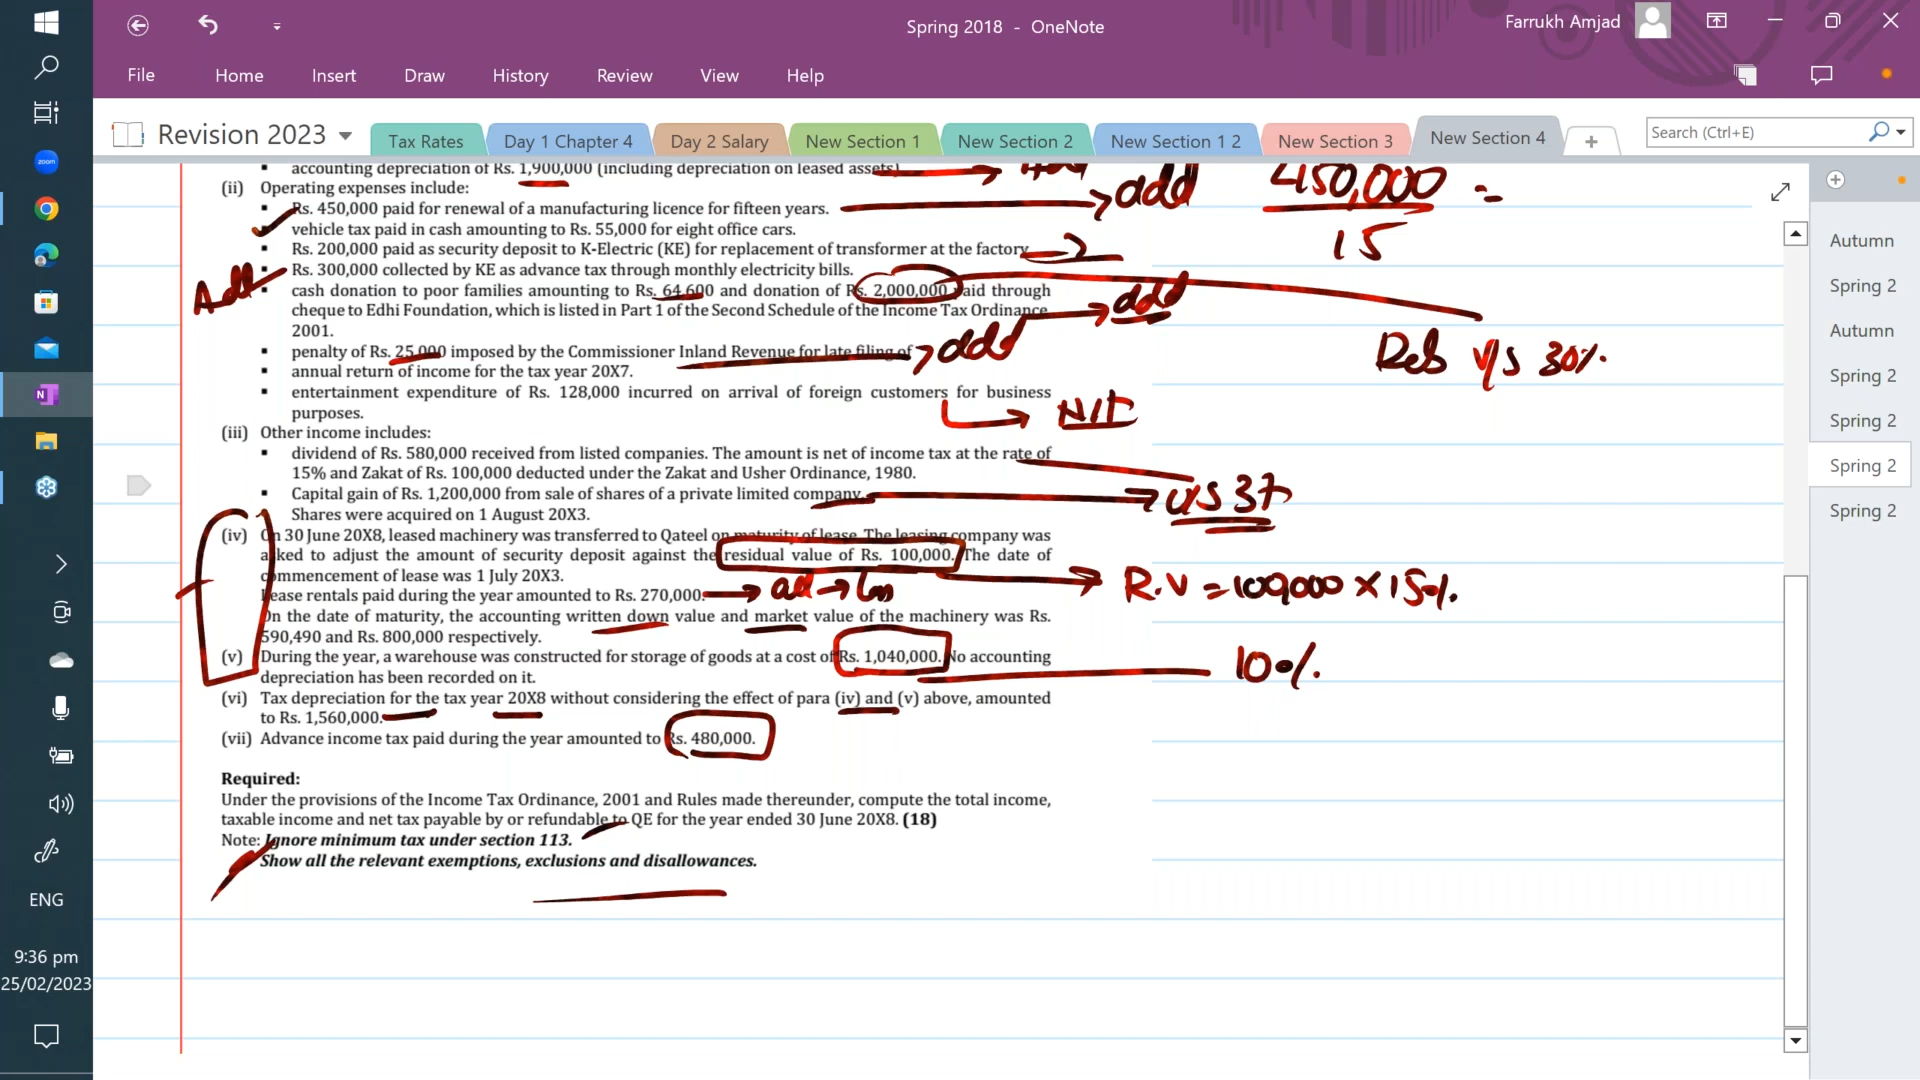 Spring 2018 - OneNote
Farrukh Amjad
File Home Insert Draw History Review View Help
Revision 2023
Tax Rates
Day 1 Chapter 4
Day 2 Salary
New Section 1
New Section 2
New Section 1 2
New Section 3
New Section 4
Search (Ctrl+E)
accounting depreciation of Rs. 1,900,000 (including depreciation on leased assets)
(ii) Operating expenses include:
Rs. 450,000 paid for renewal of a manufacturing licence for fifteen years.
add
450,000 =
15
vehicle tax paid in cash amounting to Rs. 55,000 for eight office cars.
Rs. 200,000 paid as security deposit to K-Electric (KE) for replacement of transformer at the factory
Rs. 300,000 collected by KE as advance tax through monthly electricity bills.
Add
cash donation to poor families amounting to Rs. 64,600 and donation of Rs. 2,000,000 paid through
cheque to Edhi Foundation, which is listed in Part 1 of the Second Schedule of the Income Tax Ordinance
2001.
add
penalty of Rs. 25,000 imposed by the Commissioner Inland Revenue for late filing of
add
V/s 30%
annual return of income for the tax year 20X7.
entertainment expenditure of Rs. 128,000 incurred on arrival of foreign customers for business
purposes.
(iii) Other income includes:
dividend of Rs. 580,000 received from listed companies. The amount is net of income tax at the rate of
15% and Zakat of Rs. 100,000 deducted under the Zakat and Usher Ordinance, 1980.
Capital gain of Rs. 1,200,000 from sale of shares of a private limited company.
U/S 37
Shares were acquired on 1 August 20X3.
(iv) On 30 June 20X8, leased machinery was transferred to Qateel on maturity of lease. The leasing company was
asked to adjust the amount of security deposit against the residual value of Rs. 100,000. The date of
commencement of lease was 1 July 20X3.
R.V = 100,000 X 15%
Lease rentals paid during the year amounted to Rs. 270,000.
On the date of maturity, the accounting written down value and market value of the machinery was Rs.
590,490 and Rs. 800,000 respectively.
(v) During the year, a warehouse was constructed for storage of goods at a cost of Rs. 1,040,000. No accounting
depreciation has been recorded on it.
10%
(vi) Tax depreciation for the tax year 20X8 without considering the effect of para (iv) and (v) above, amounted
to Rs. 1,560,000.
(vii) Advance income tax paid during the year amounted to Rs. 480,000.
Required:
Under the provisions of the Income Tax Ordinance, 2001 and Rules made thereunder, compute the total income,
taxable income and net tax payable by or refundable to QE for the year ended 30 June 20X8. (18)
Note: Ignore minimum tax under section 113.
Show all the relevant exemptions, exclusions and disallowances.
Autumn
Spring 2
Autumn
Spring 2
Spring 2
Spring 2
Spring 2
zoom
ENG
9:36 pm
25/02/2023